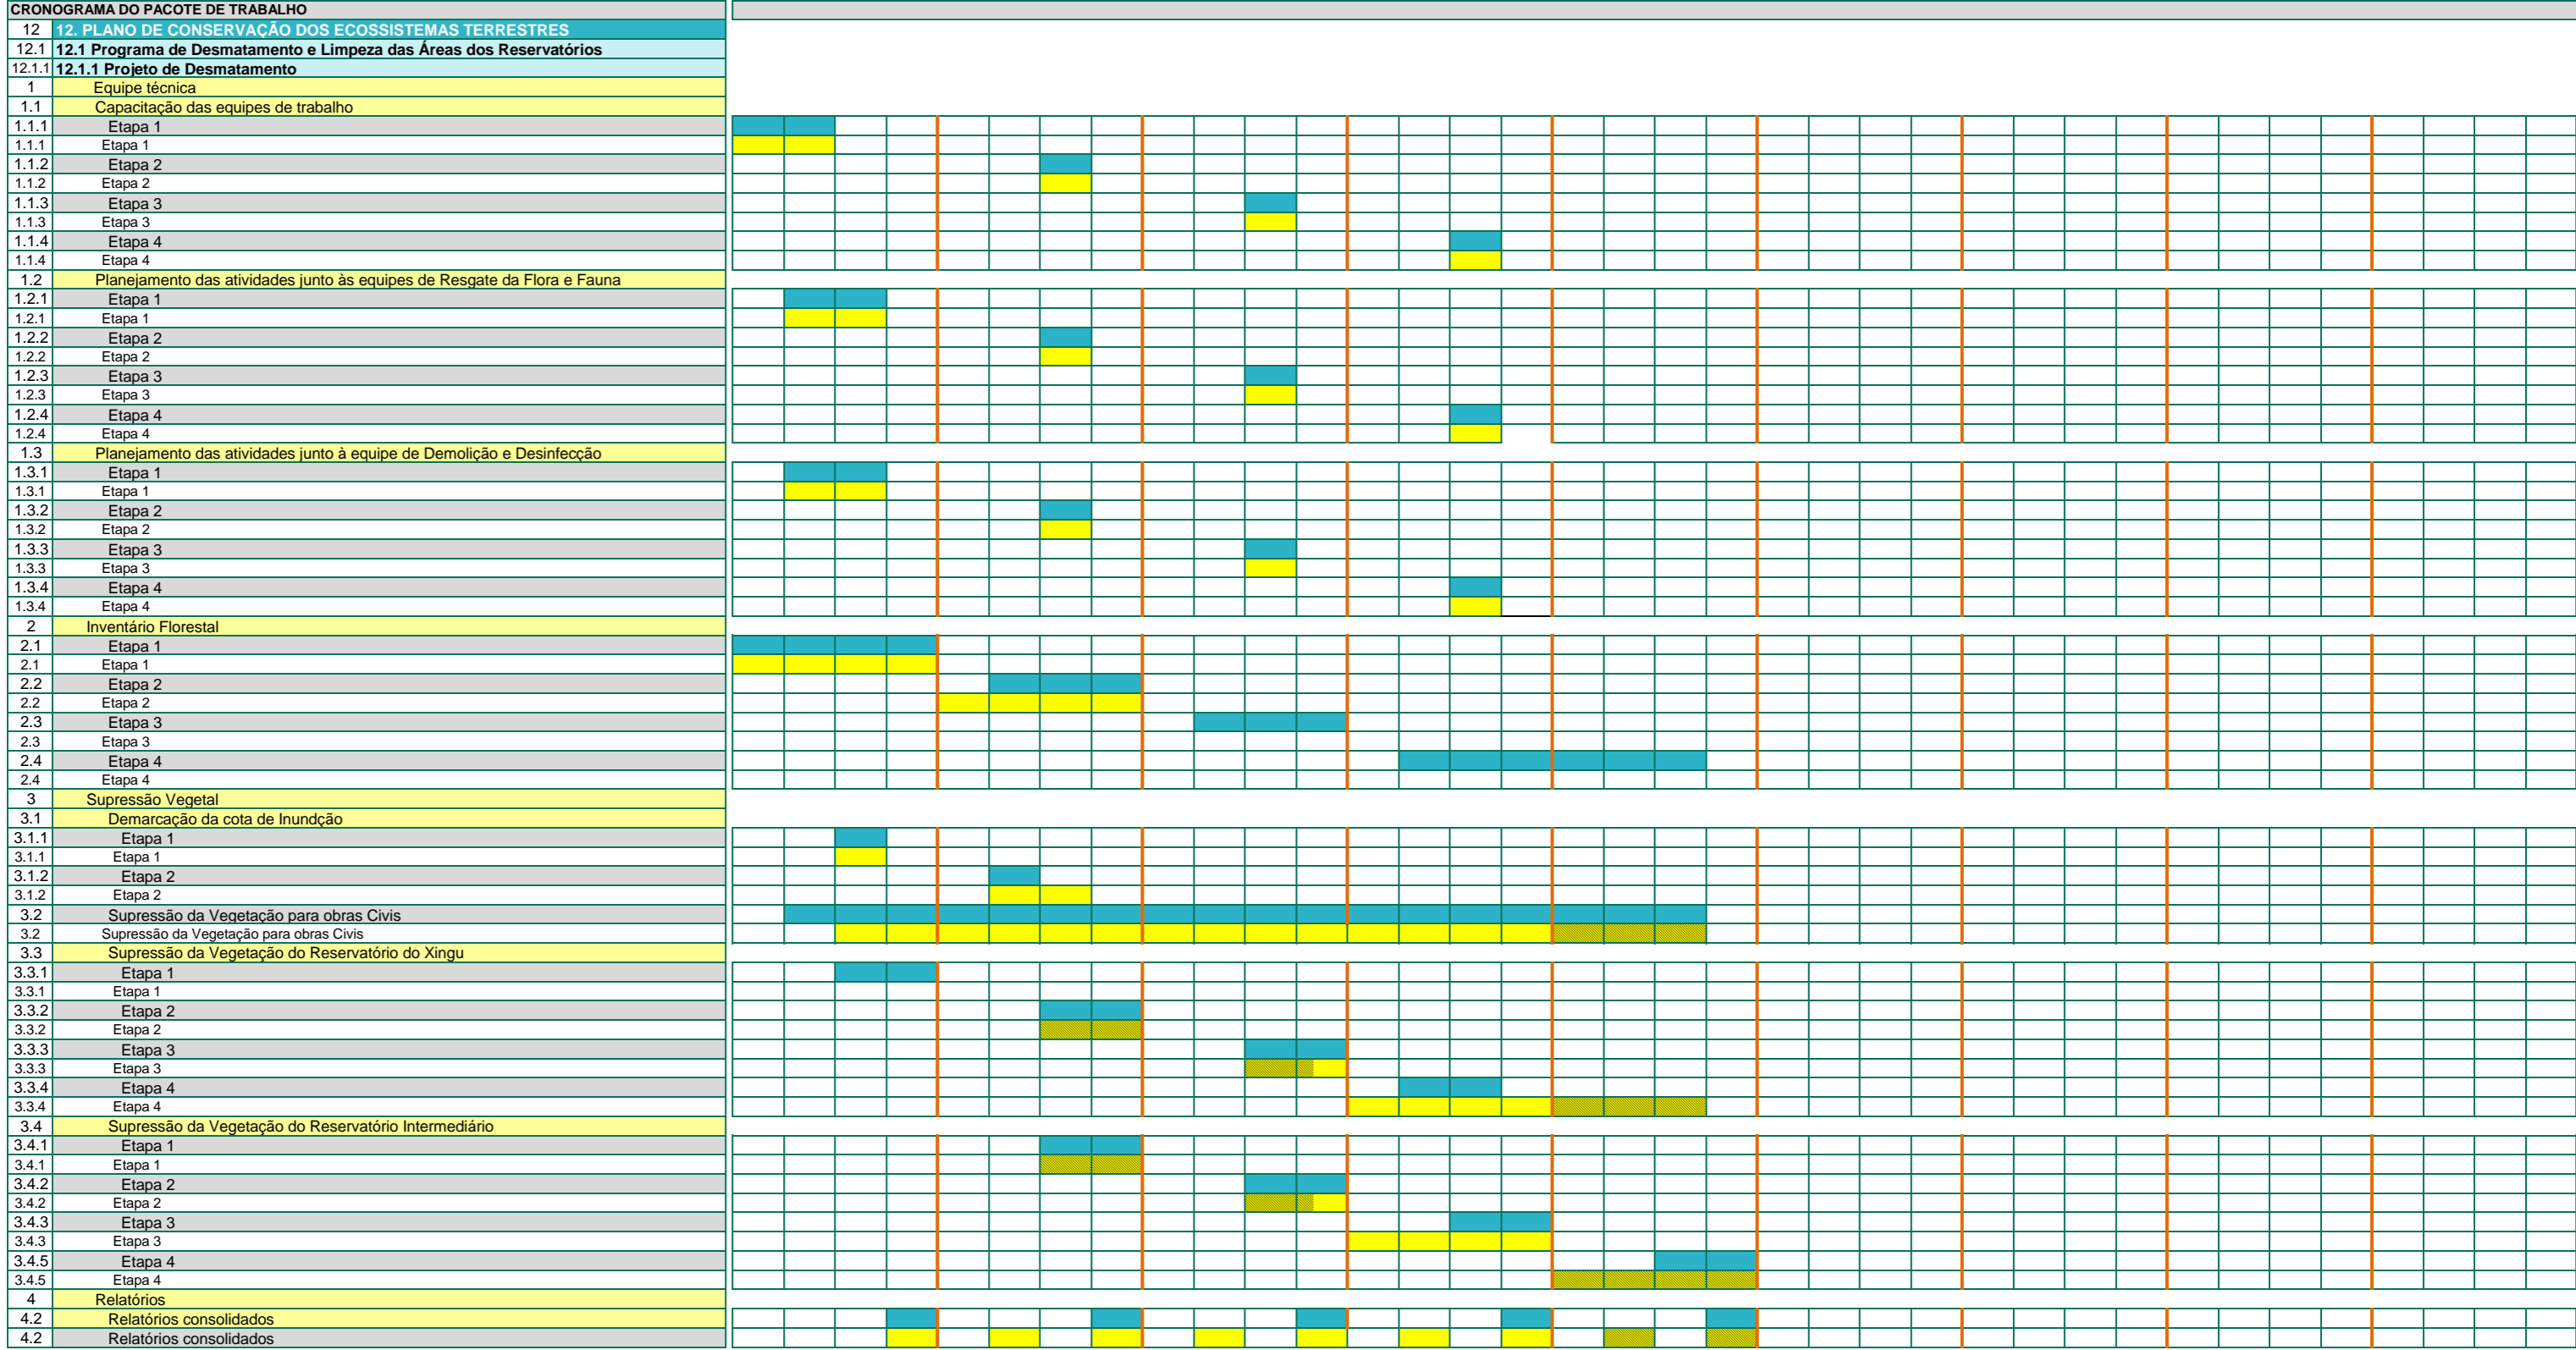 CRONOGRAMA DO PACOTE DE TRABALHO
12 12. PLANO DE CONSERVAÇÃO DOS ECOSSISTEMAS TERRESTRES
12.1 12.1 Programa de Desmatamento e Limpeza das Áreas dos Reservatórios
12.1.1 12.1.1 Projeto de Desmatamento
1 Equipe técnica
1.1 Capacitação das equipes de trabalho
1.1.1 Etapa 1
1.1.1 Etapa 1
1.1.2 Etapa 2
1.1.2 Etapa 2
1.1.3 Etapa 3
1.1.3 Etapa 3
1.1.4 Etapa 4
1.1.4 Etapa 4
1.2 Planejamento das atividades junto às equipes de Resgate da Flora e Fauna
1.2.1 Etapa 1
1.2.1 Etapa 1
1.2.2 Etapa 2
1.2.2 Etapa 2
1.2.3 Etapa 3
1.2.3 Etapa 3
1.2.4 Etapa 4
1.2.4 Etapa 4
1.3 Planejamento das atividades junto à equipe de Demolição e Desinfecção
1.3.1 Etapa 1
1.3.1 Etapa 1
1.3.2 Etapa 2
1.3.2 Etapa 2
1.3.3 Etapa 3
1.3.3 Etapa 3
1.3.4 Etapa 4
1.3.4 Etapa 4
2 Inventário Florestal
2.1 Etapa 1
2.1 Etapa 1
2.2 Etapa 2
2.2 Etapa 2
2.3 Etapa 3
2.3 Etapa 3
2.4 Etapa 4
2.4 Etapa 4
3 Supressão Vegetal
3.1 Demarcação da cota de Inundção
3.1.1 Etapa 1
3.1.1 Etapa 1
3.1.2 Etapa 2
3.1.2 Etapa 2
3.2 Supressão da Vegetação para obras Civis
3.2 Supressão da Vegetação para obras Civis
3.3 Supressão da Vegetação do Reservatório do Xingu
3.3.1 Etapa 1
3.3.1 Etapa 1
3.3.2 Etapa 2
3.3.2 Etapa 2
3.3.3 Etapa 3
3.3.3 Etapa 3
3.3.4 Etapa 4
3.3.4 Etapa 4
3.4 Supressão da Vegetação do Reservatório Intermediário
3.4.1 Etapa 1
3.4.1 Etapa 1
3.4.2 Etapa 2
3.4.2 Etapa 2
3.4.3 Etapa 3
3.4.3 Etapa 3
3.4.5 Etapa 4
3.4.5 Etapa 4
4 Relatórios
4.2 Relatórios consolidados
4.2 Relatórios consolidados